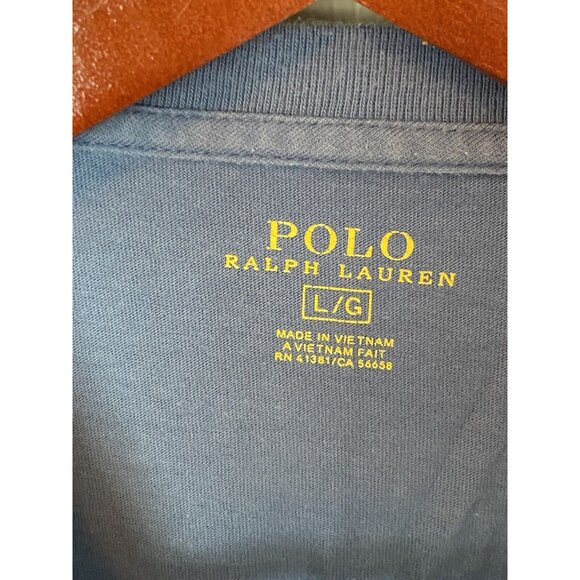 POLO
RALPH LAUREN
L/G
MADE IN VIETNAM
A VIETNAM FAIT
RN 41381/CA 56658